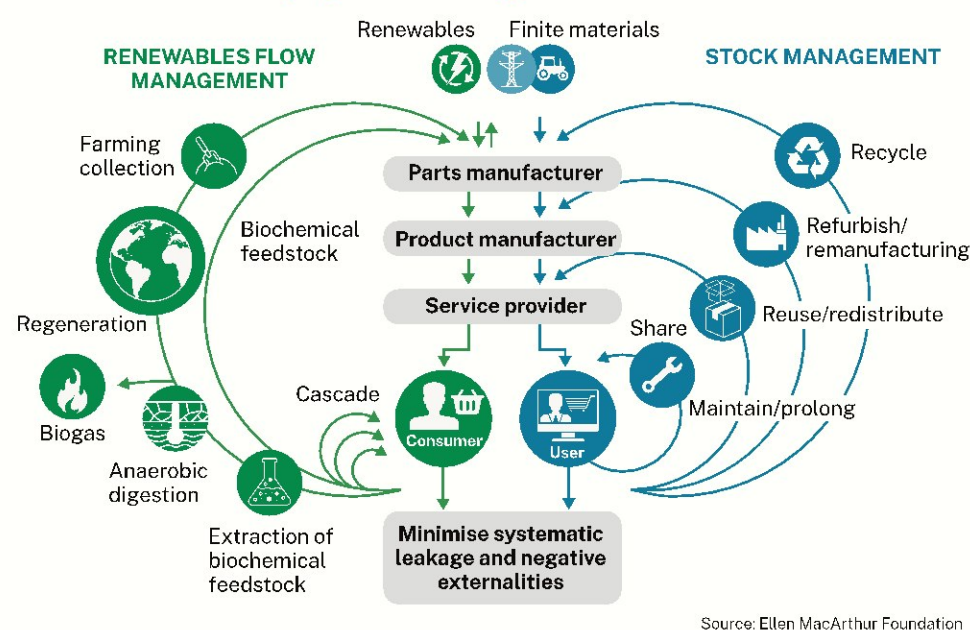 Renewables
Finite materials
RENEWABLES FLOW
MANAGEMENT
STOCK MANAGEMENT
Farming
collection
Recycle
Parts manufacturer
Biochemical
feedstock
Refurbish/
remanufacturing
Product manufacturer
Regeneration
Service provider
Reuse/redistribute
Share
Cascade
Maintain/prolong
Biogas
Consumer
User
Anaerobic
digestion
Extraction of
biochemical
feedstock
Minimise systematic
leakage and negative
externalities
Source: Ellen MacArthur Foundation